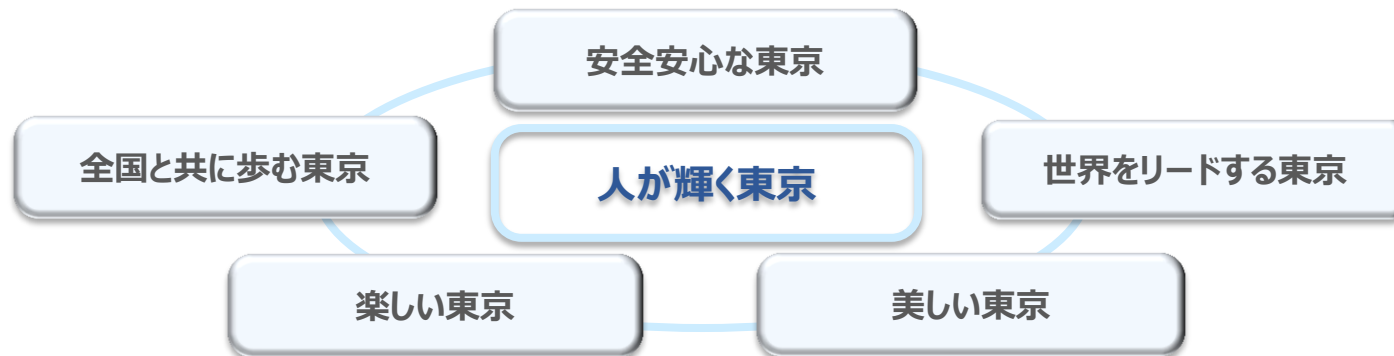 安全安心な東京
全国と共に歩む東京
人が輝く東京
世界をリードする東京
楽しい東京
美しい東京